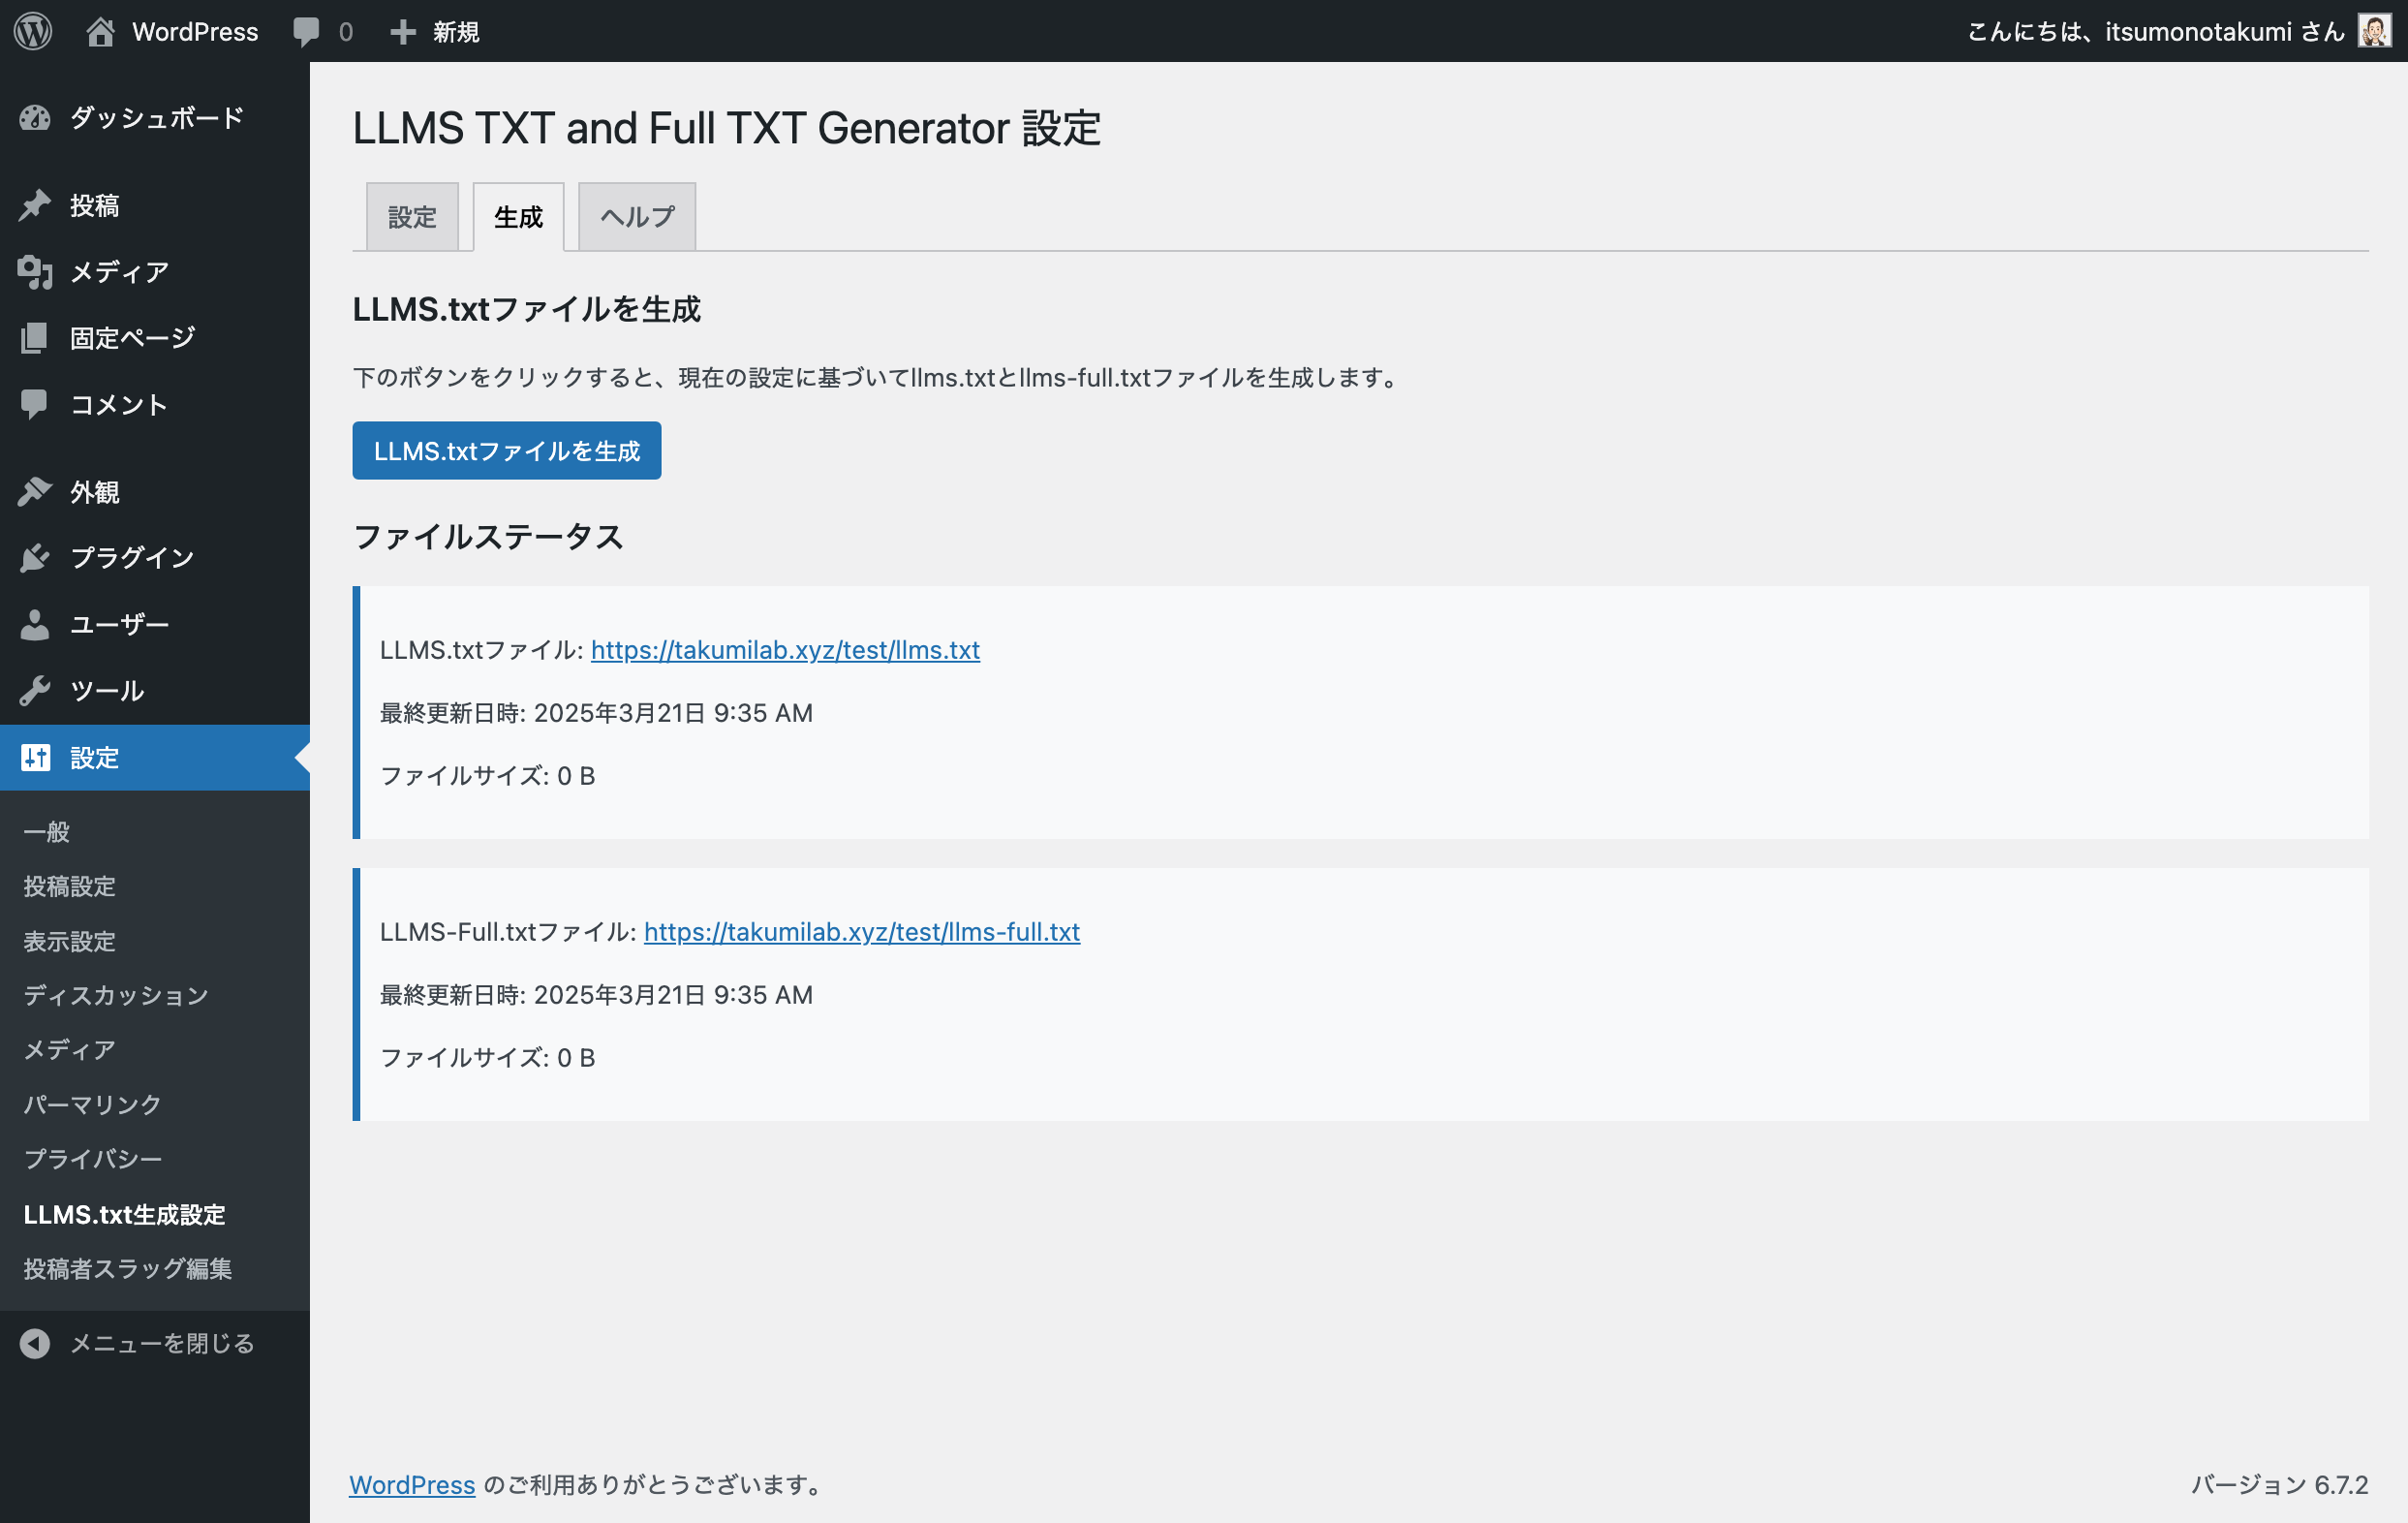 WordPress 0 新規 こんにちは、itsumonotakumi さん
ダッシュボード
投稿
メディア
固定ページ
コメント
外観
プラグイン
ユーザー
ツール
設定
一般
投稿設定
表示設定
ディスカッション
メディア
パーマリンク
プライバシー
LLMS.txt生成設定
投稿者スラッグ編集
メニューを閉じる
LLMS TXT and Full TXT Generator 設定
設定 生成 ヘルプ
LLMS.txtファイルを生成
下のボタンをクリックすると、現在の設定に基づいてllms.txtとllms-full.txtファイルを生成します。
LLMS.txtファイルを生成
ファイルステータス
LLMS.txtファイル: https://takumilab.xyz/test/llms.txt
最終更新日時: 2025年3月21日 9:35 AM
ファイルサイズ: 0 B
LLMS-Full.txtファイル: https://takumilab.xyz/test/llms-full.txt
最終更新日時: 2025年3月21日 9:35 AM
ファイルサイズ: 0 B
WordPress のご利用ありがとうございます。
バージョン 6.7.2